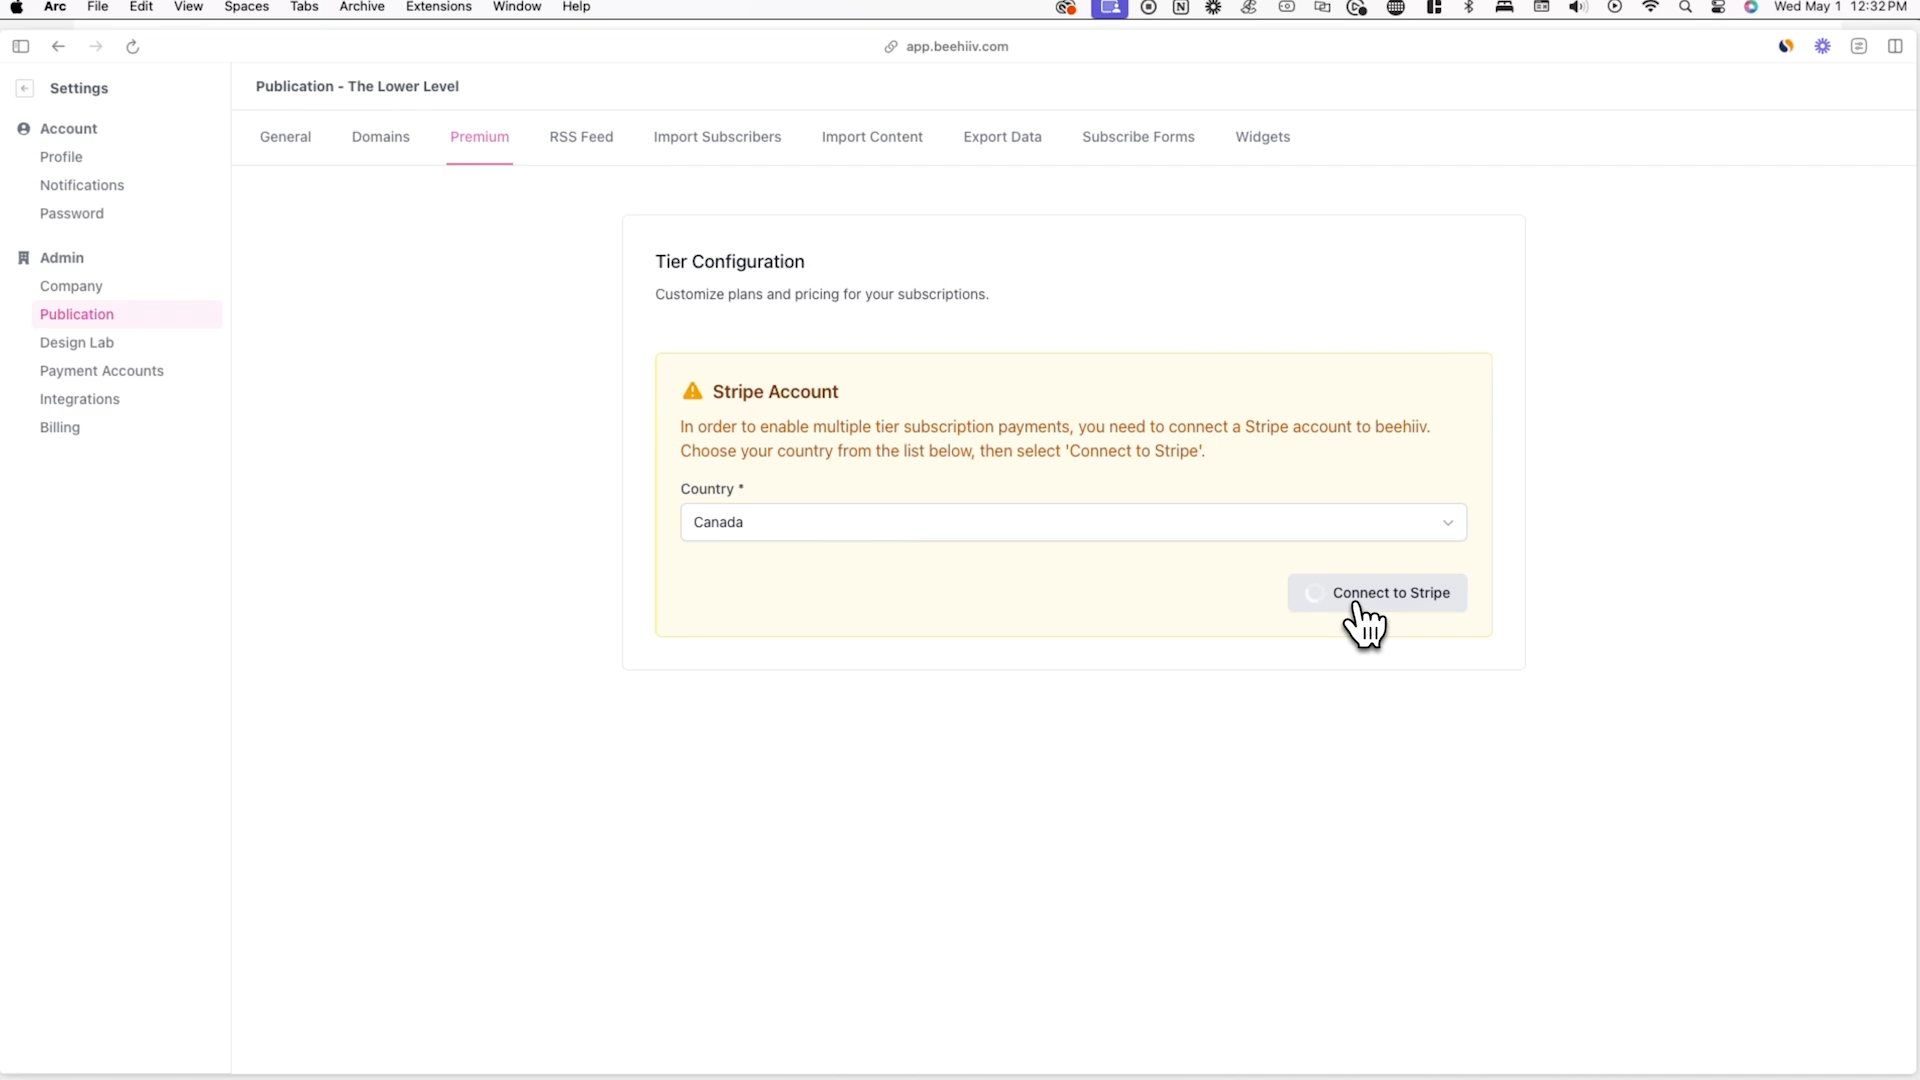 Arc File Edit View Spaces Tabs Archive Extensions Window Help Wed May 1 12:32 PM
app.beehiiv.com
Settings
Publication - The Lower Level
Account
Profile
Notifications
Password
Admin
Company
Publication
Design Lab
Payment Accounts
Integrations
Billing
General Domains Premium RSS Feed Import Subscribers Import Content Export Data Subscribe Forms Widgets
Tier Configuration
Customize plans and pricing for your subscriptions.
Stripe Account
In order to enable multiple tier subscription payments, you need to connect a Stripe account to beehiiv.
Choose your country from the list below, then select 'Connect to Stripe'.
Country *
Canada
Connect to Stripe